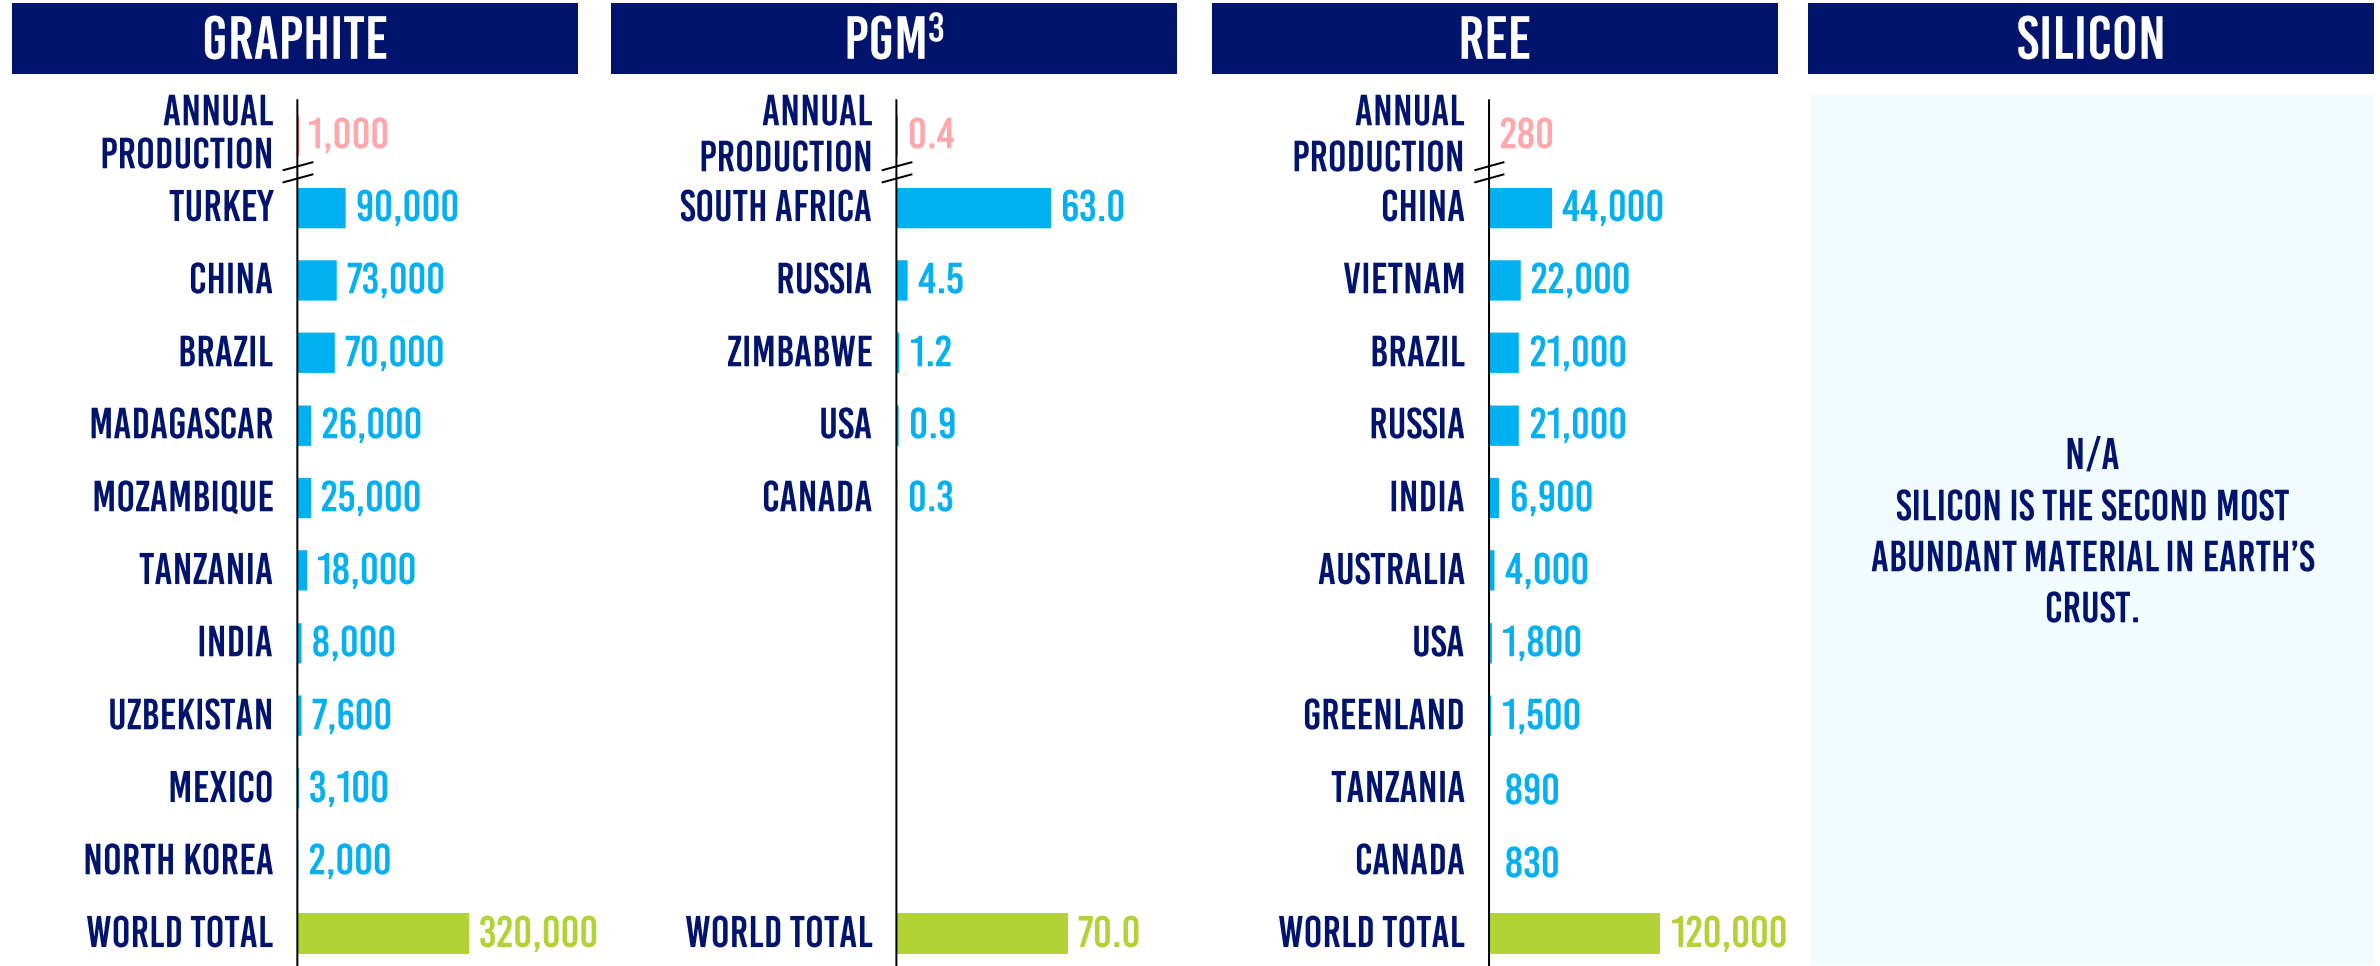 GRAPHITE
ANNUAL
PRODUCTION
1,000
TURKEY 90,000
CHINA 73,000
BRAZIL 70,000
MADAGASCAR 26,000
MOZAMBIQUE 25,000
TANZANIA 18,000
INDIA 8,000
UZBEKISTAN 7,600
MEXICO 3,100
NORTH KOREA 2,000
WORLD TOTAL 320,000
PGM³
ANNUAL
PRODUCTION
0.4
SOUTH AFRICA 63.0
RUSSIA 4.5
ZIMBABWE 1.2
USA 0.9
CANADA 0.3
WORLD TOTAL 70.0
REE
ANNUAL
PRODUCTION
280
CHINA 44,000
VIETNAM 22,000
BRAZIL 21,000
RUSSIA 21,000
INDIA 6,900
AUSTRALIA 4,000
USA 1,800
GREENLAND 1,500
TANZANIA 890
CANADA 830
WORLD TOTAL 120,000
SILICON
N/A
SILICON IS THE SECOND MOST
ABUNDANT MATERIAL IN EARTH’S
CRUST.